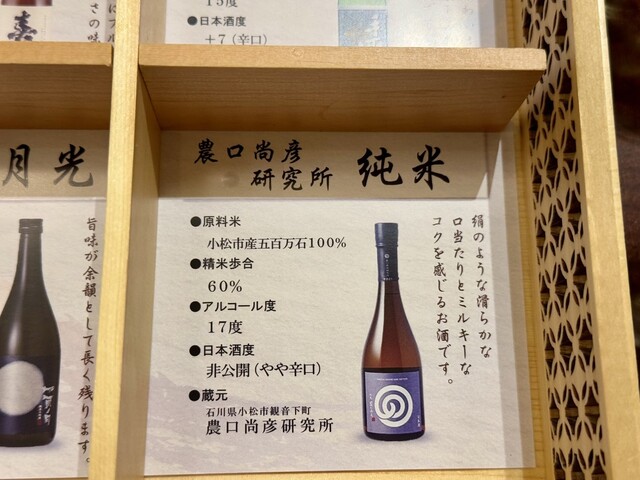 15度
●日本酒度
+7(辛口)
さの味
月光
旨味が余韻として長く残ります。
農口尚彦
研究所
純米
●原料米
小松市産五百万石100%
●精米歩合
60%
●アルコール度
17度
●日本酒度
非公開(やや辛口)
●蔵元
石川県小松市観音下町
農口尚彦研究所
絹のような滑らかな
口当たりとミルキーな
コクを感じるお酒です。